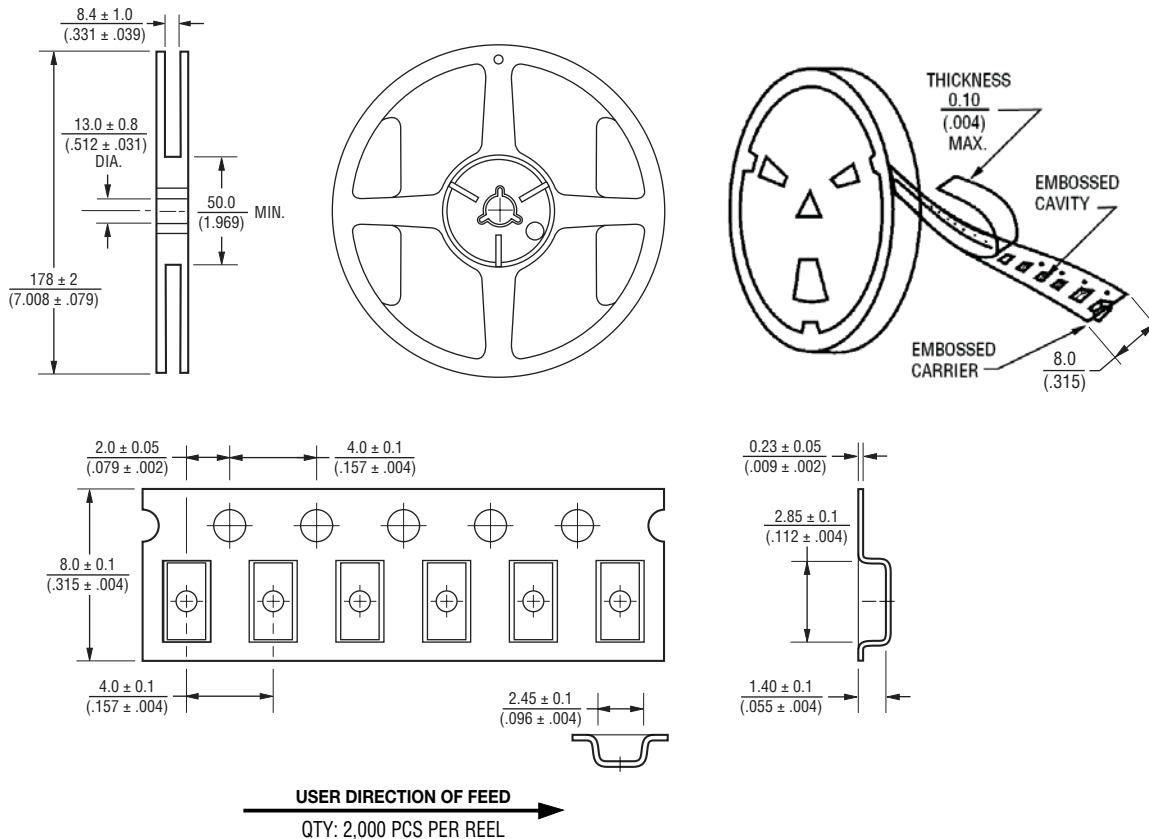 8.4 ± 1.0
(.331 ± .039)
13.0 ± 0.8
(.512 ± .031)
DIA.
50.0
(1.969)
MIN.
178 ± 2
(7.008 ± .079)
THICKNESS
0.10
(.004)
MAX.
EMBOSSED
CAVITY
EMBOSSED
CARRIER
8.0
(.315)
2.0 ± 0.05
(.079 ± .002)
4.0 ± 0.1
(.157 ± .004)
8.0 ± 0.1
(.315 ± .004)
4.0 ± 0.1
(.157 ± .004)
2.45 ± 0.1
(.096 ± .004)
0.23 ± 0.05
(.009 ± .002)
2.85 ± 0.1
(.112 ± .004)
1.40 ± 0.1
(.055 ± .004)
USER DIRECTION OF FEED
QTY: 2,000 PCS PER REEL